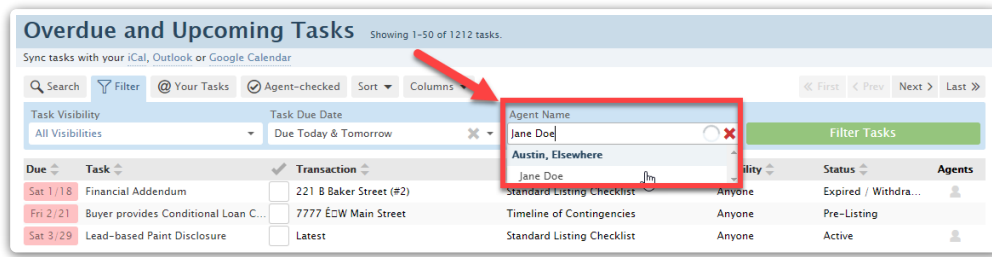 Overdue and Upcoming Tasks Showing 1-50 of 1212 tasks.
Sync tasks with your iCal, Outlook or Google Calendar
Search Filter @ Your Tasks Agent-checked Sort Columns « First < Prev Next > Last »
Task Visibility Task Due Date Agent Name
All Visibilities Due Today & Tomorrow Jane Doe Filter Tasks
Austin, Elsewhere
Jane Doe
Due Task Transaction Status Agents
Sat 1/18 Financial Addendum 221 B Baker Street (#2) Standard Listing Checklist Anyone Expired / Withdra...
Fri 2/21 Buyer provides Conditional Loan C... 7777 É□W Main Street Timeline of Contingencies Anyone Pre-Listing
Sat 3/29 Lead-based Paint Disclosure Latest Standard Listing Checklist Anyone Active